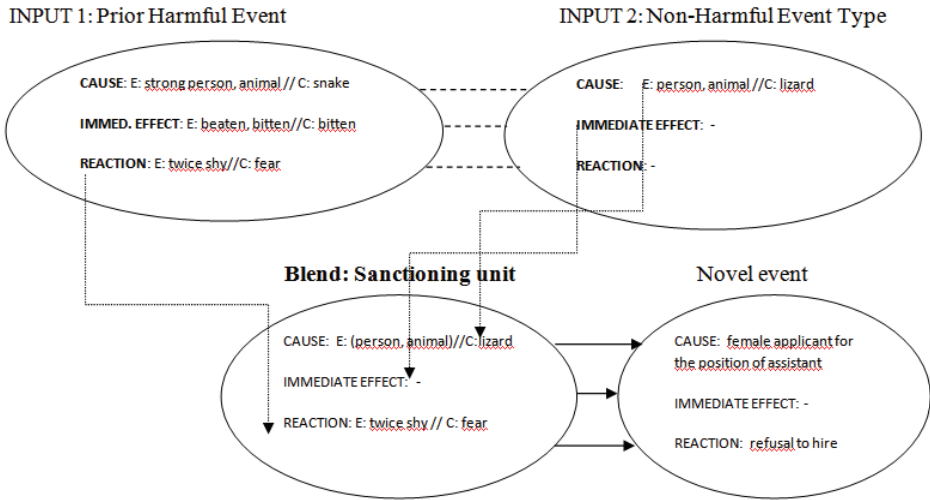 INPUT 1: Prior Harmful Event
INPUT 2: Non-Harmful Event Type
CAUSE: E: strong person, animal // C: snake
IMMED. EFFECT: E: beaten, bitten//C: bitten
REACTION: E: twice shy//C: fear
CAUSE: E: person, animal //C: lizard
IMMEDIATE EFFECT: -
REACTION: -
Blend: Sanctioning unit
CAUSE: E: (person, animal)//C: lizard
IMMEDIATE EFFECT: -
REACTION: E: twice shy // C: fear
Novel event
CAUSE: female applicant for
the position of assistant
IMMEDIATE EFFECT: -
REACTION: refusal to hire